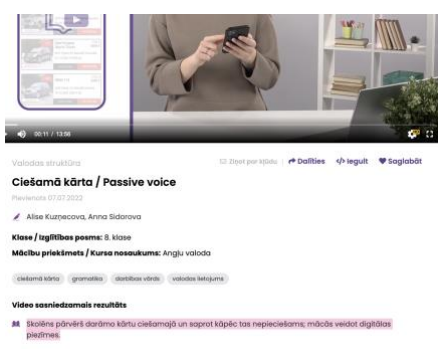 00:11 / 13:56
Valodas struktūra
Ziņot par kļūdu
Dalīties
</> Iegult
Saglabāt
Ciešamā kārta / Passive voice
Pievienota 07.07.2022
Alise Kuzņecova, Anna Sidorova
Klase / Izglītības posms: 8. klase
Mācību priekšmets / Kursa nosaukums: Angļu valoda
ciešamā kārta
gramatika
darbības vārds
valodas lietojums
Video sasniedzamais rezultāts
Skolēns pārvērš darāmo kārtu ciešamajā un saprot kāpēc tas nepieciešams; mācās veidot digitālas
piezīmes.